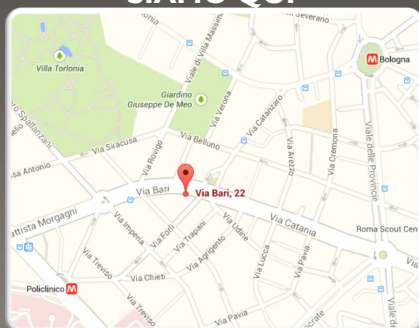 SIAMO QUI
Severano
Viale di Villa Massimo
M Bologna
Villa Torlonia
Giardino
Giuseppe De Meo
Via Verona
Via Catanzaro
Spallanzani
Via Siracusa
Via Rovigo
Via Belluno
Via Arezzo
Via Cremona
Viale delle Provincie
Antonio
Via Bari
Via Bari, 22
Battista Morgagni
Via Catania
Roma Scout Cen
Via Imperia
Via Forlì
Via Trapani
Via Udine
Via Agrigento
Via Lucca
Via Pavia
Via
Via Treviso
Via Chieti
Policlinico M
Via Treviso
Via Pavia